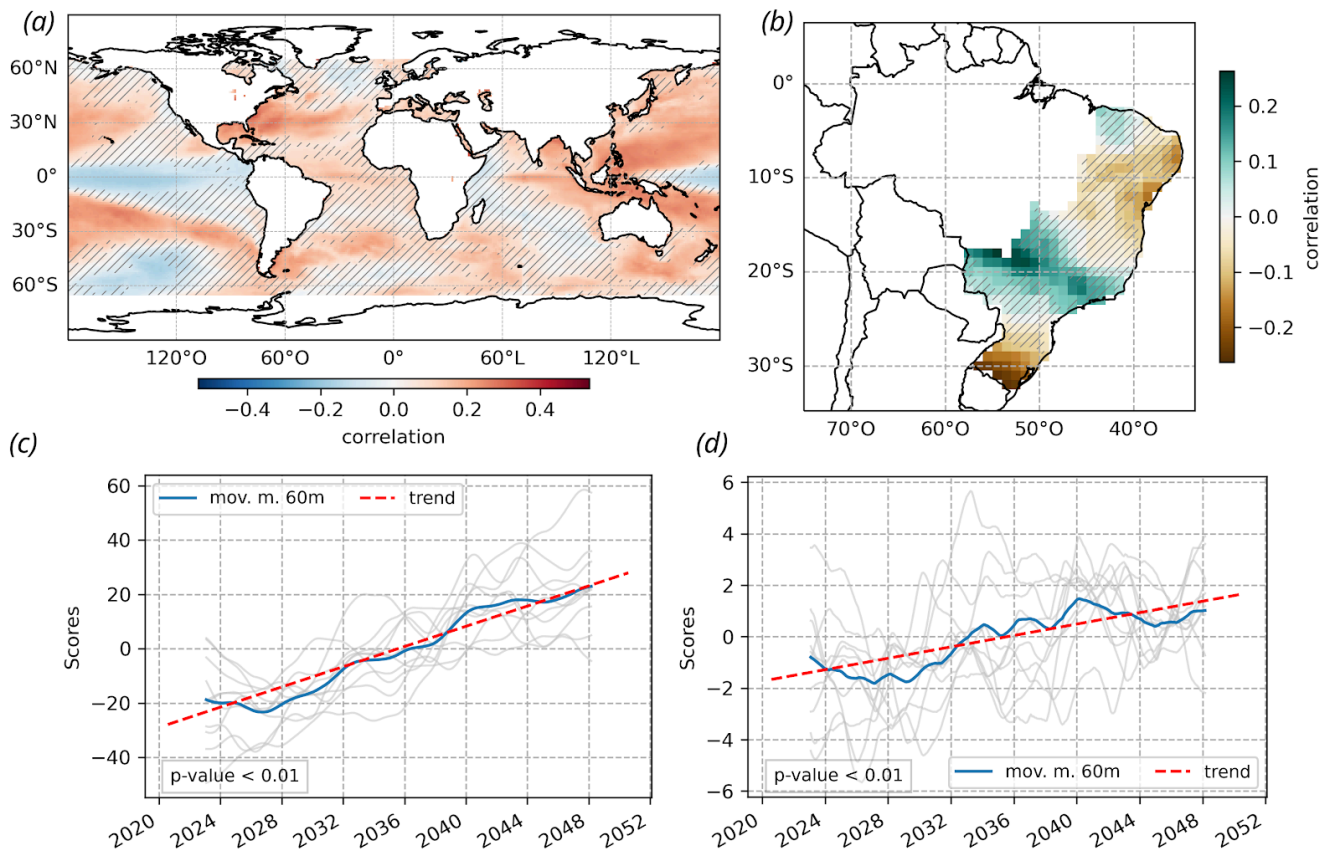 (a)
60°N
30°N
0°
30°S
60°S
120°O 60°O 0° 60°L 120°L
−0.4 −0.2 0.0 0.2 0.4
correlation
(b)
0°
10°S
20°S
30°S
70°O 60°O 50°O 40°O
0.2
0.1
0.0
−0.1
−0.2
correlation
(c)
mov. m. 60m trend
60
40
20
0
−20
−40
Scores
p-value < 0.01
2020 2024 2028 2032 2036 2040 2044 2048 2052
(d)
6
4
2
0
−2
−4
−6
Scores
p-value < 0.01
mov. m. 60m trend
2020 2024 2028 2032 2036 2040 2044 2048 2052